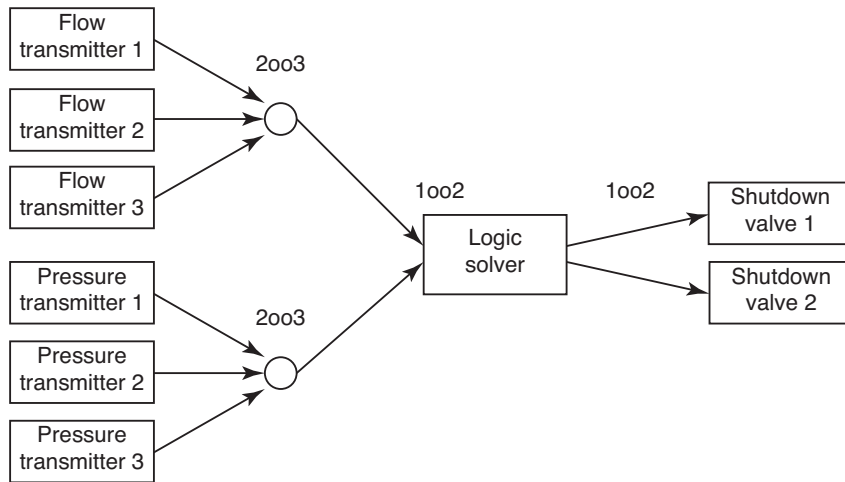 Flow
transmitter 1
2oo3
Flow
transmitter 2
Flow
transmitter 3
1oo2
1oo2
Logic
solver
Shutdown
valve 1
Shutdown
valve 2
Pressure
transmitter 1
2oo3
Pressure
transmitter 2
Pressure
transmitter 3